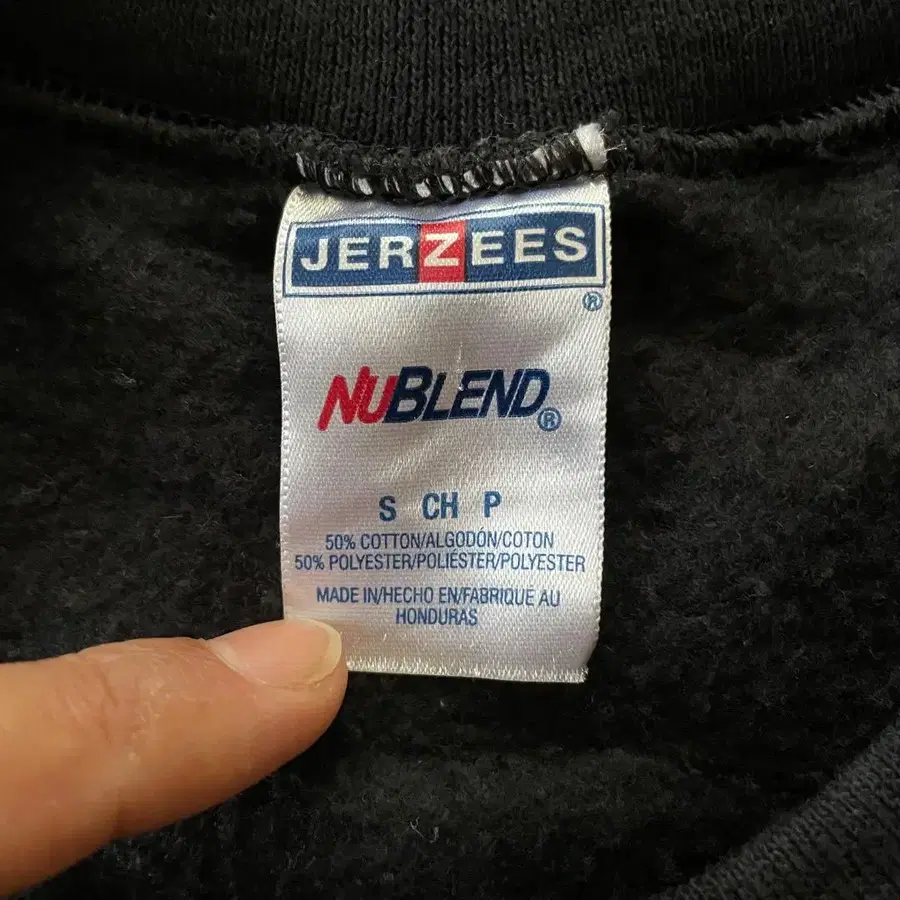 JERZEES®
NUBLEND®
S CH P
50% COTTON/ALGODÓN/COTON
50% POLYESTER/POLIÉSTER/POLYESTER
MADE IN/HECHO EN/FABRIQUE AU
HONDURAS